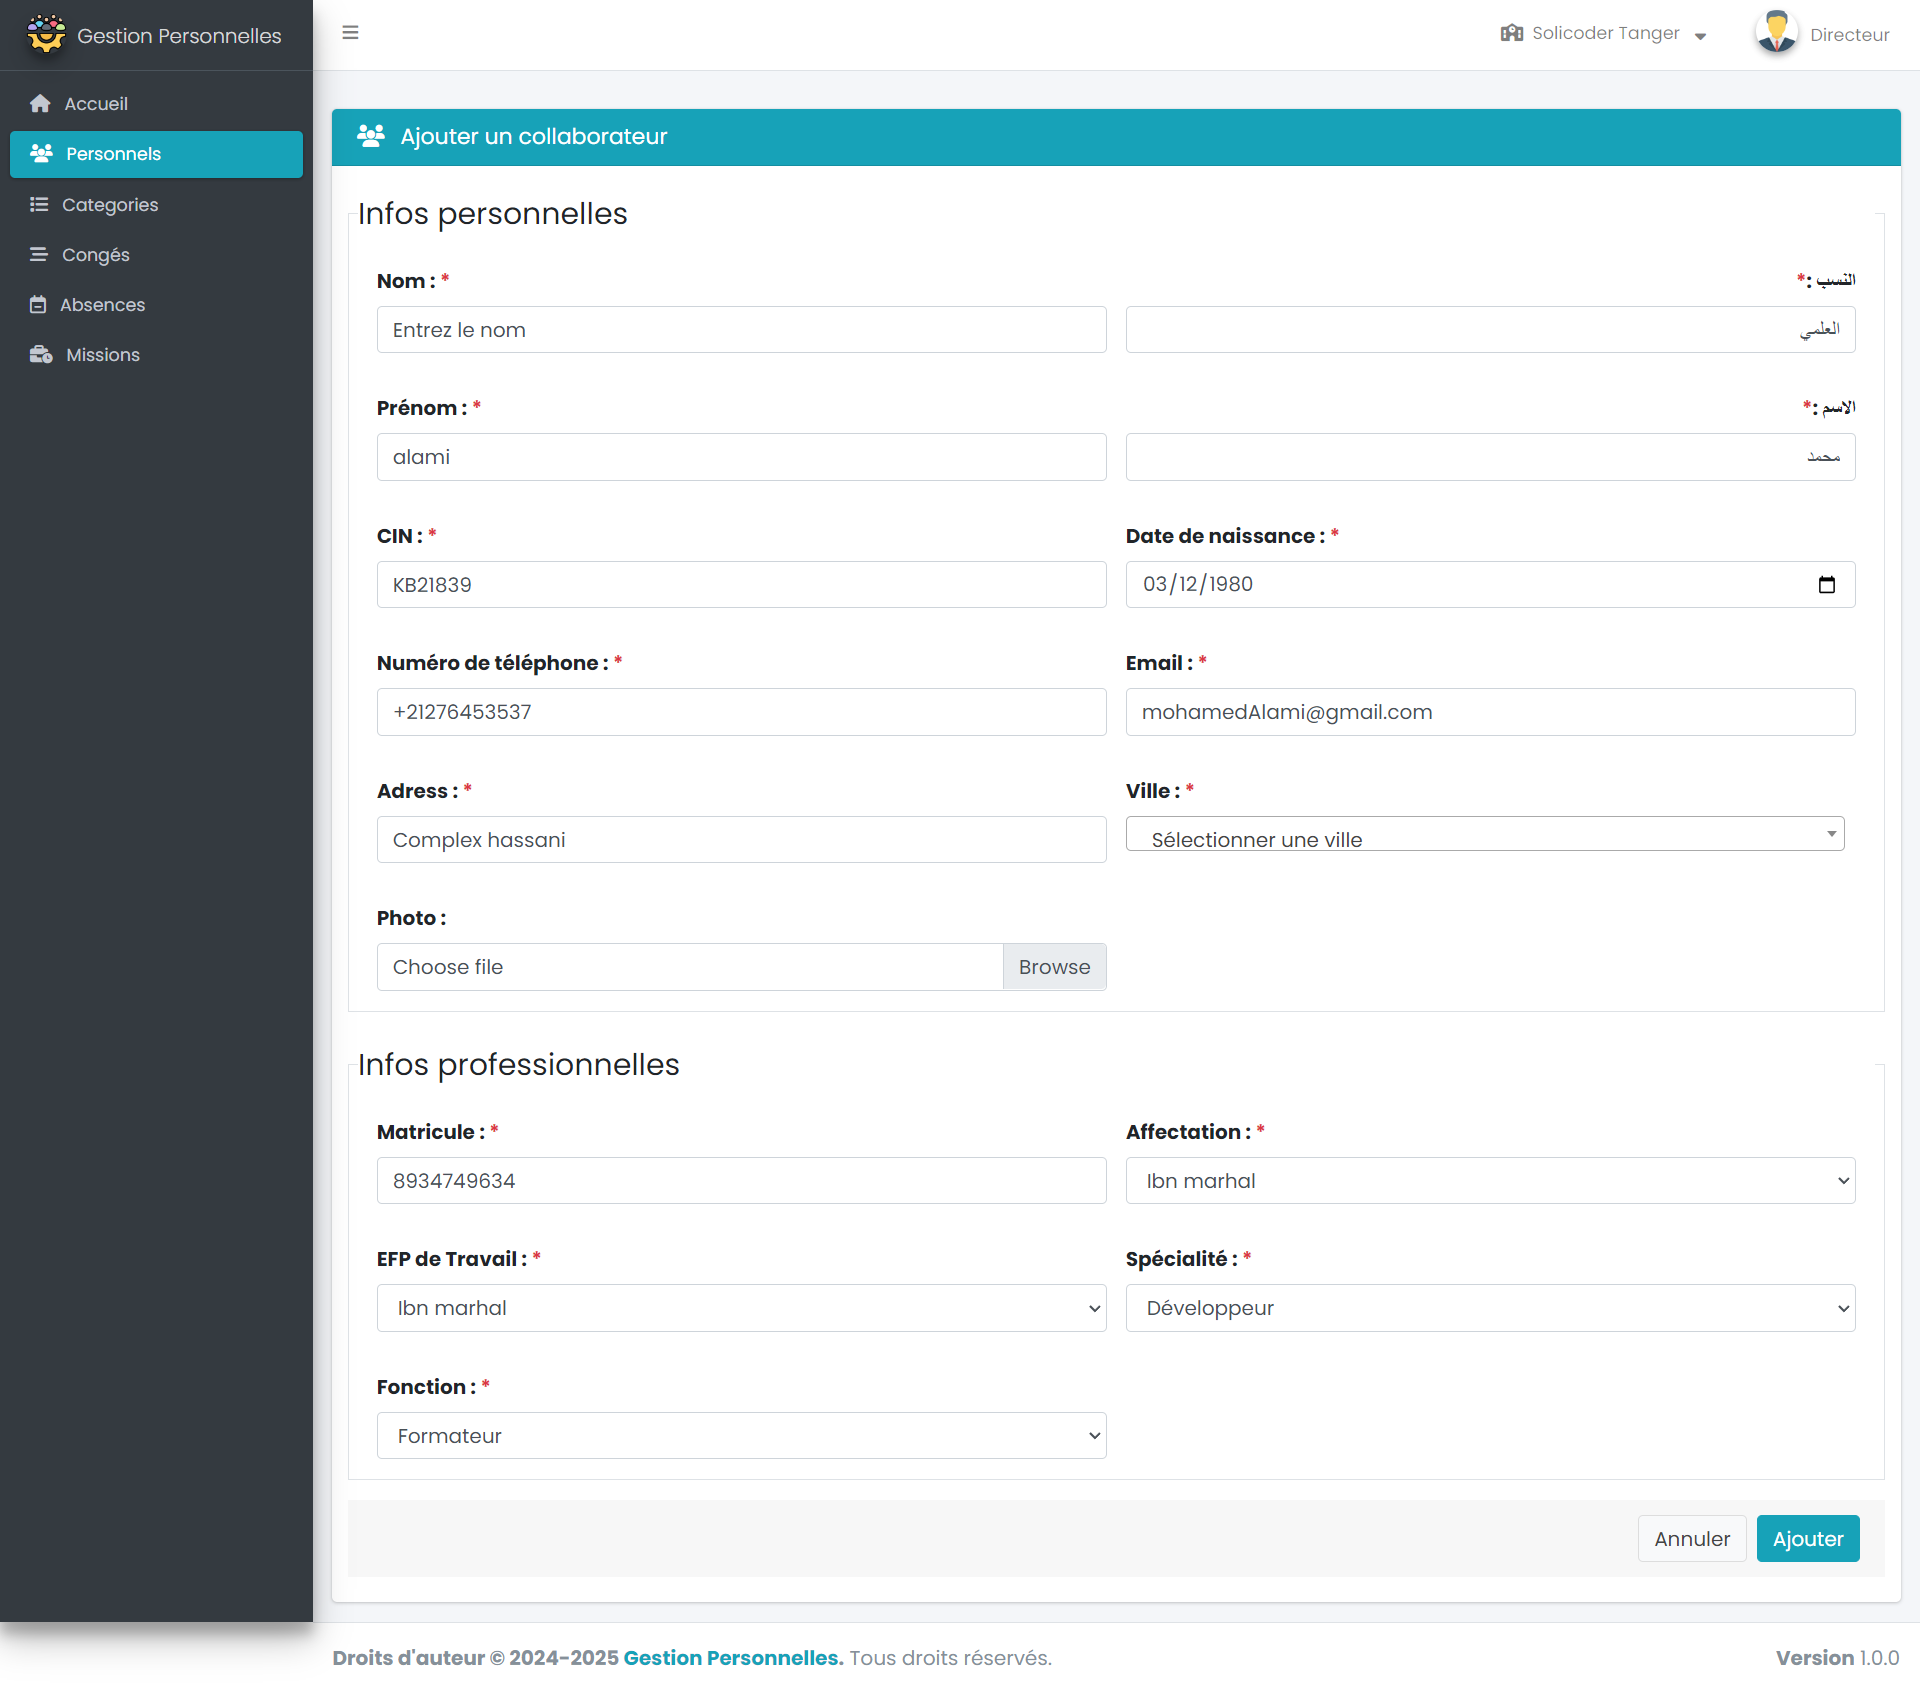 Gestion Personnelles
Solicoder Tanger
Directeur
Accueil
Personnels
Categories
Congés
Absences
Missions
Ajouter un collaborateur
Infos personnelles
Nom : *
النسب :*
Entrez le nom
العلمي
Prénom : *
الاسم :*
alami
محمد
CIN : *
Date de naissance : *
KB21839
03/12/1980
Numéro de téléphone : *
Email : *
+21276453537
mohamedAlami@gmail.com
Adress : *
Ville : *
Complex hassani
Sélectionner une ville
Photo :
Choose file
Browse
Infos professionnelles
Matricule : *
Affectation : *
8934749634
Ibn marhal
EFP de Travail : *
Spécialité : *
Ibn marhal
Développeur
Fonction : *
Formateur
Annuler
Ajouter
Droits d'auteur © 2024-2025 Gestion Personnelles. Tous droits réservés.
Version 1.0.0